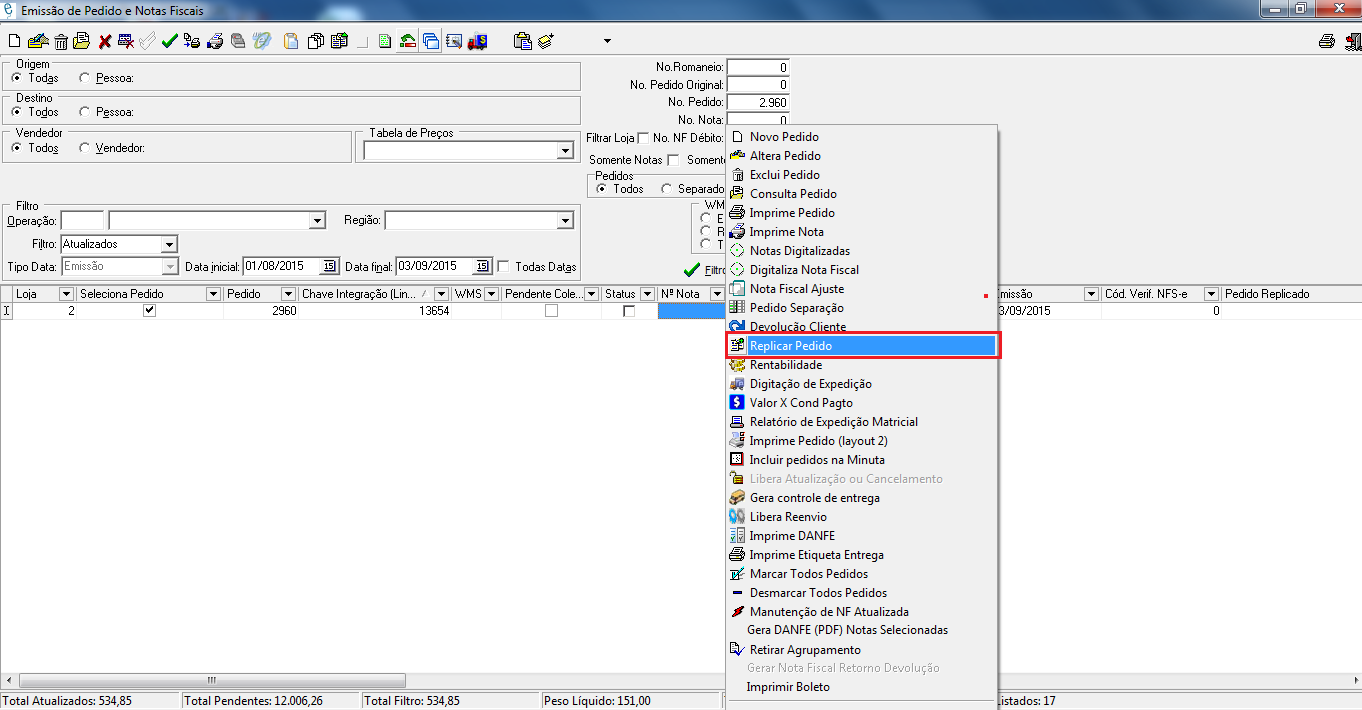 Emissão de Pedido e Notas Fiscais
Origem
Todas Pessoa:
Destino
Todos Pessoa:
Vendedor
Todos Vendedor:
Tabela de Preços
No.Romaneio: 0
No. Pedido Original: 0
No. Pedido: 2.960
No. Nota: 0
Filtrar Loja No. NF Débito:
Somente Notas Somente
Pedidos
Todos Separado
WM
E
R
T
Filtro
Operação: Região:
Filtro: Atualizados
Tipo Data: Emissão Data inicial: 01/08/2015 15 Data final: 03/09/2015 15 Todas Datas
Filtro
Loja Seleciona Pedido Pedido Chave Integração (Lin... WMS Pendente Cole... Status Nº Nota missão Cód. Verif. NFS-e Pedido Replicado
2 2960 13654 3/09/2015 0
Novo Pedido
Altera Pedido
Exclui Pedido
Consulta Pedido
Imprime Pedido
Imprime Nota
Notas Digitalizadas
Digitaliza Nota Fiscal
Nota Fiscal Ajuste
Pedido Separação
Devolução Cliente
Replicar Pedido
Rentabilidade
Digitação de Expedição
Valor X Cond Pagto
Relatório de Expedição Matricial
Imprime Pedido (layout 2)
Incluir pedidos na Minuta
Libera Atualização ou Cancelamento
Gera controle de entrega
Libera Reenvio
Imprime DANFE
Imprime Etiqueta Entrega
Marcar Todos Pedidos
Desmarcar Todos Pedidos
Manutenção de NF Atualizada
Gera DANFE (PDF) Notas Selecionadas
Retirar Agrupamento
Gerar Nota Fiscal Retorno Devolução
Imprimir Boleto
Total Atualizados: 534,85 Total Pendentes: 12.006,26 Total Filtro: 534,85 Peso Líquido: 151,00 Listados: 17